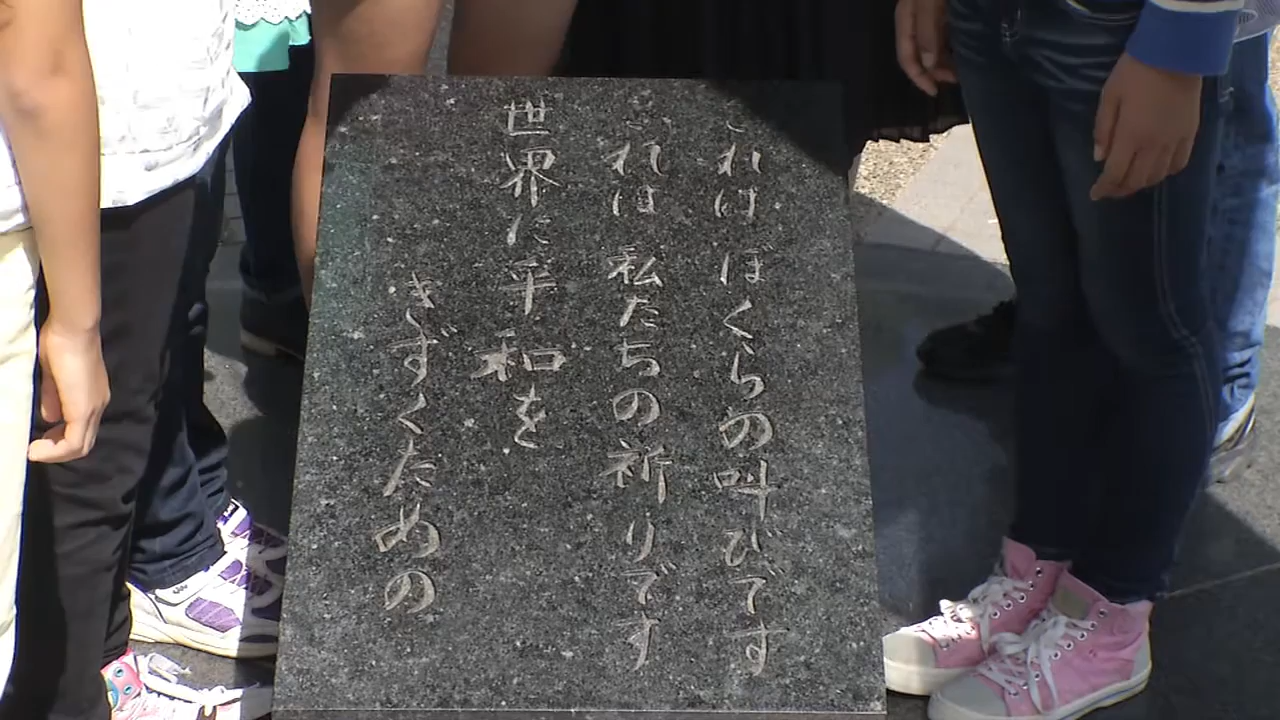 これは ぼくらの叫びです
これは 私たちの祈りです
世界に平和を
きずくための